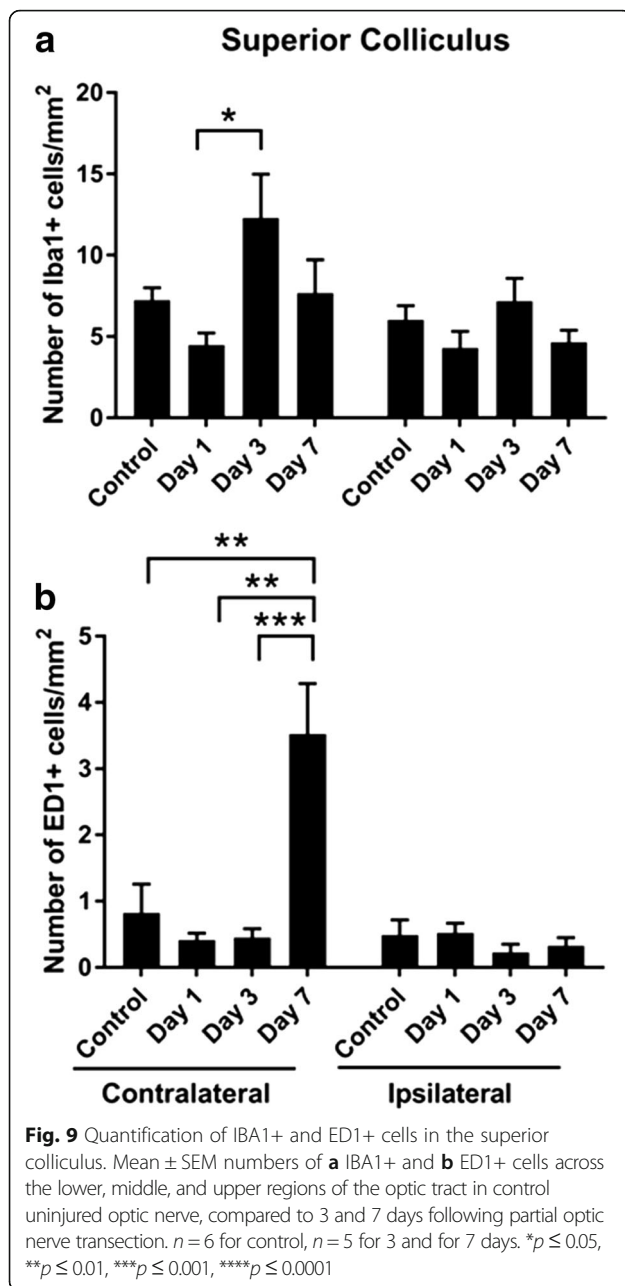 a Superior Colliculus
20
15
10
5
0
Number of Iba1+ cells/mm²
*
Control Day 1 Day 3 Day 7 Control Day 1 Day 3 Day 7
b
**
**
***
5
4
3
2
1
0
Number of ED1+ cells/mm²
Control Day 1 Day 3 Day 7 Control Day 1 Day 3 Day 7
Contralateral Ipsilateral
Fig. 9 Quantification of IBA1+ and ED1+ cells in the superior
colliculus. Mean ± SEM numbers of a IBA1+ and b ED1+ cells across
the lower, middle, and upper regions of the optic tract in control
uninjured optic nerve, compared to 3 and 7 days following partial optic
nerve transection. n = 6 for control, n = 5 for 3 and for 7 days. *p ≤ 0.05,
**p ≤ 0.01, ***p ≤ 0.001, ****p ≤ 0.0001